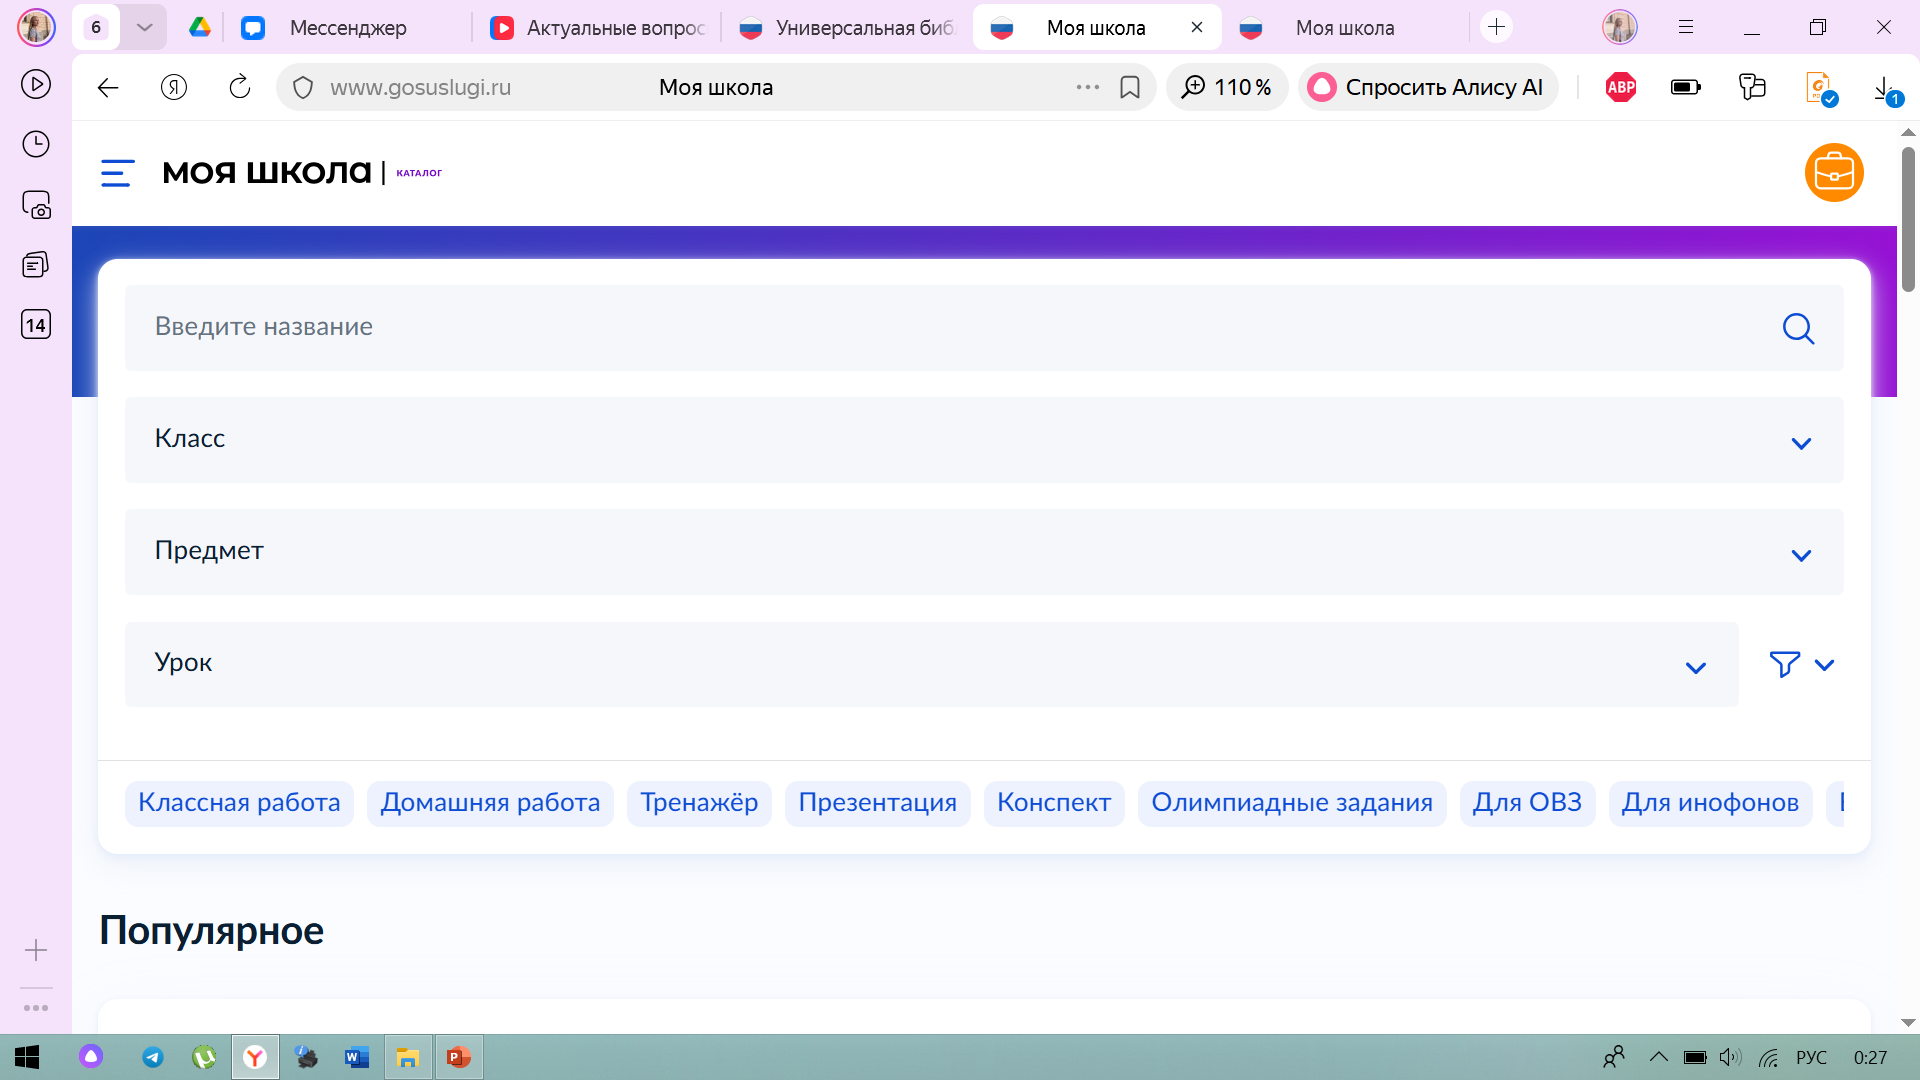 6
Мессенджер
Актуальные вопрос
Универсальная биб
Моя школа
Моя школа
www.gosuslugi.ru
Моя школа
110 %
Спросить Алису AI
ABP
1
14
МОЯ ШКОЛА | КАТАЛОГ
Введите название
Класс
Предмет
Урок
Классная работа
Домашняя работа
Тренажёр
Презентация
Конспект
Олимпиадные задания
Для ОВЗ
Для инофонов
Популярное
РУС
0:27